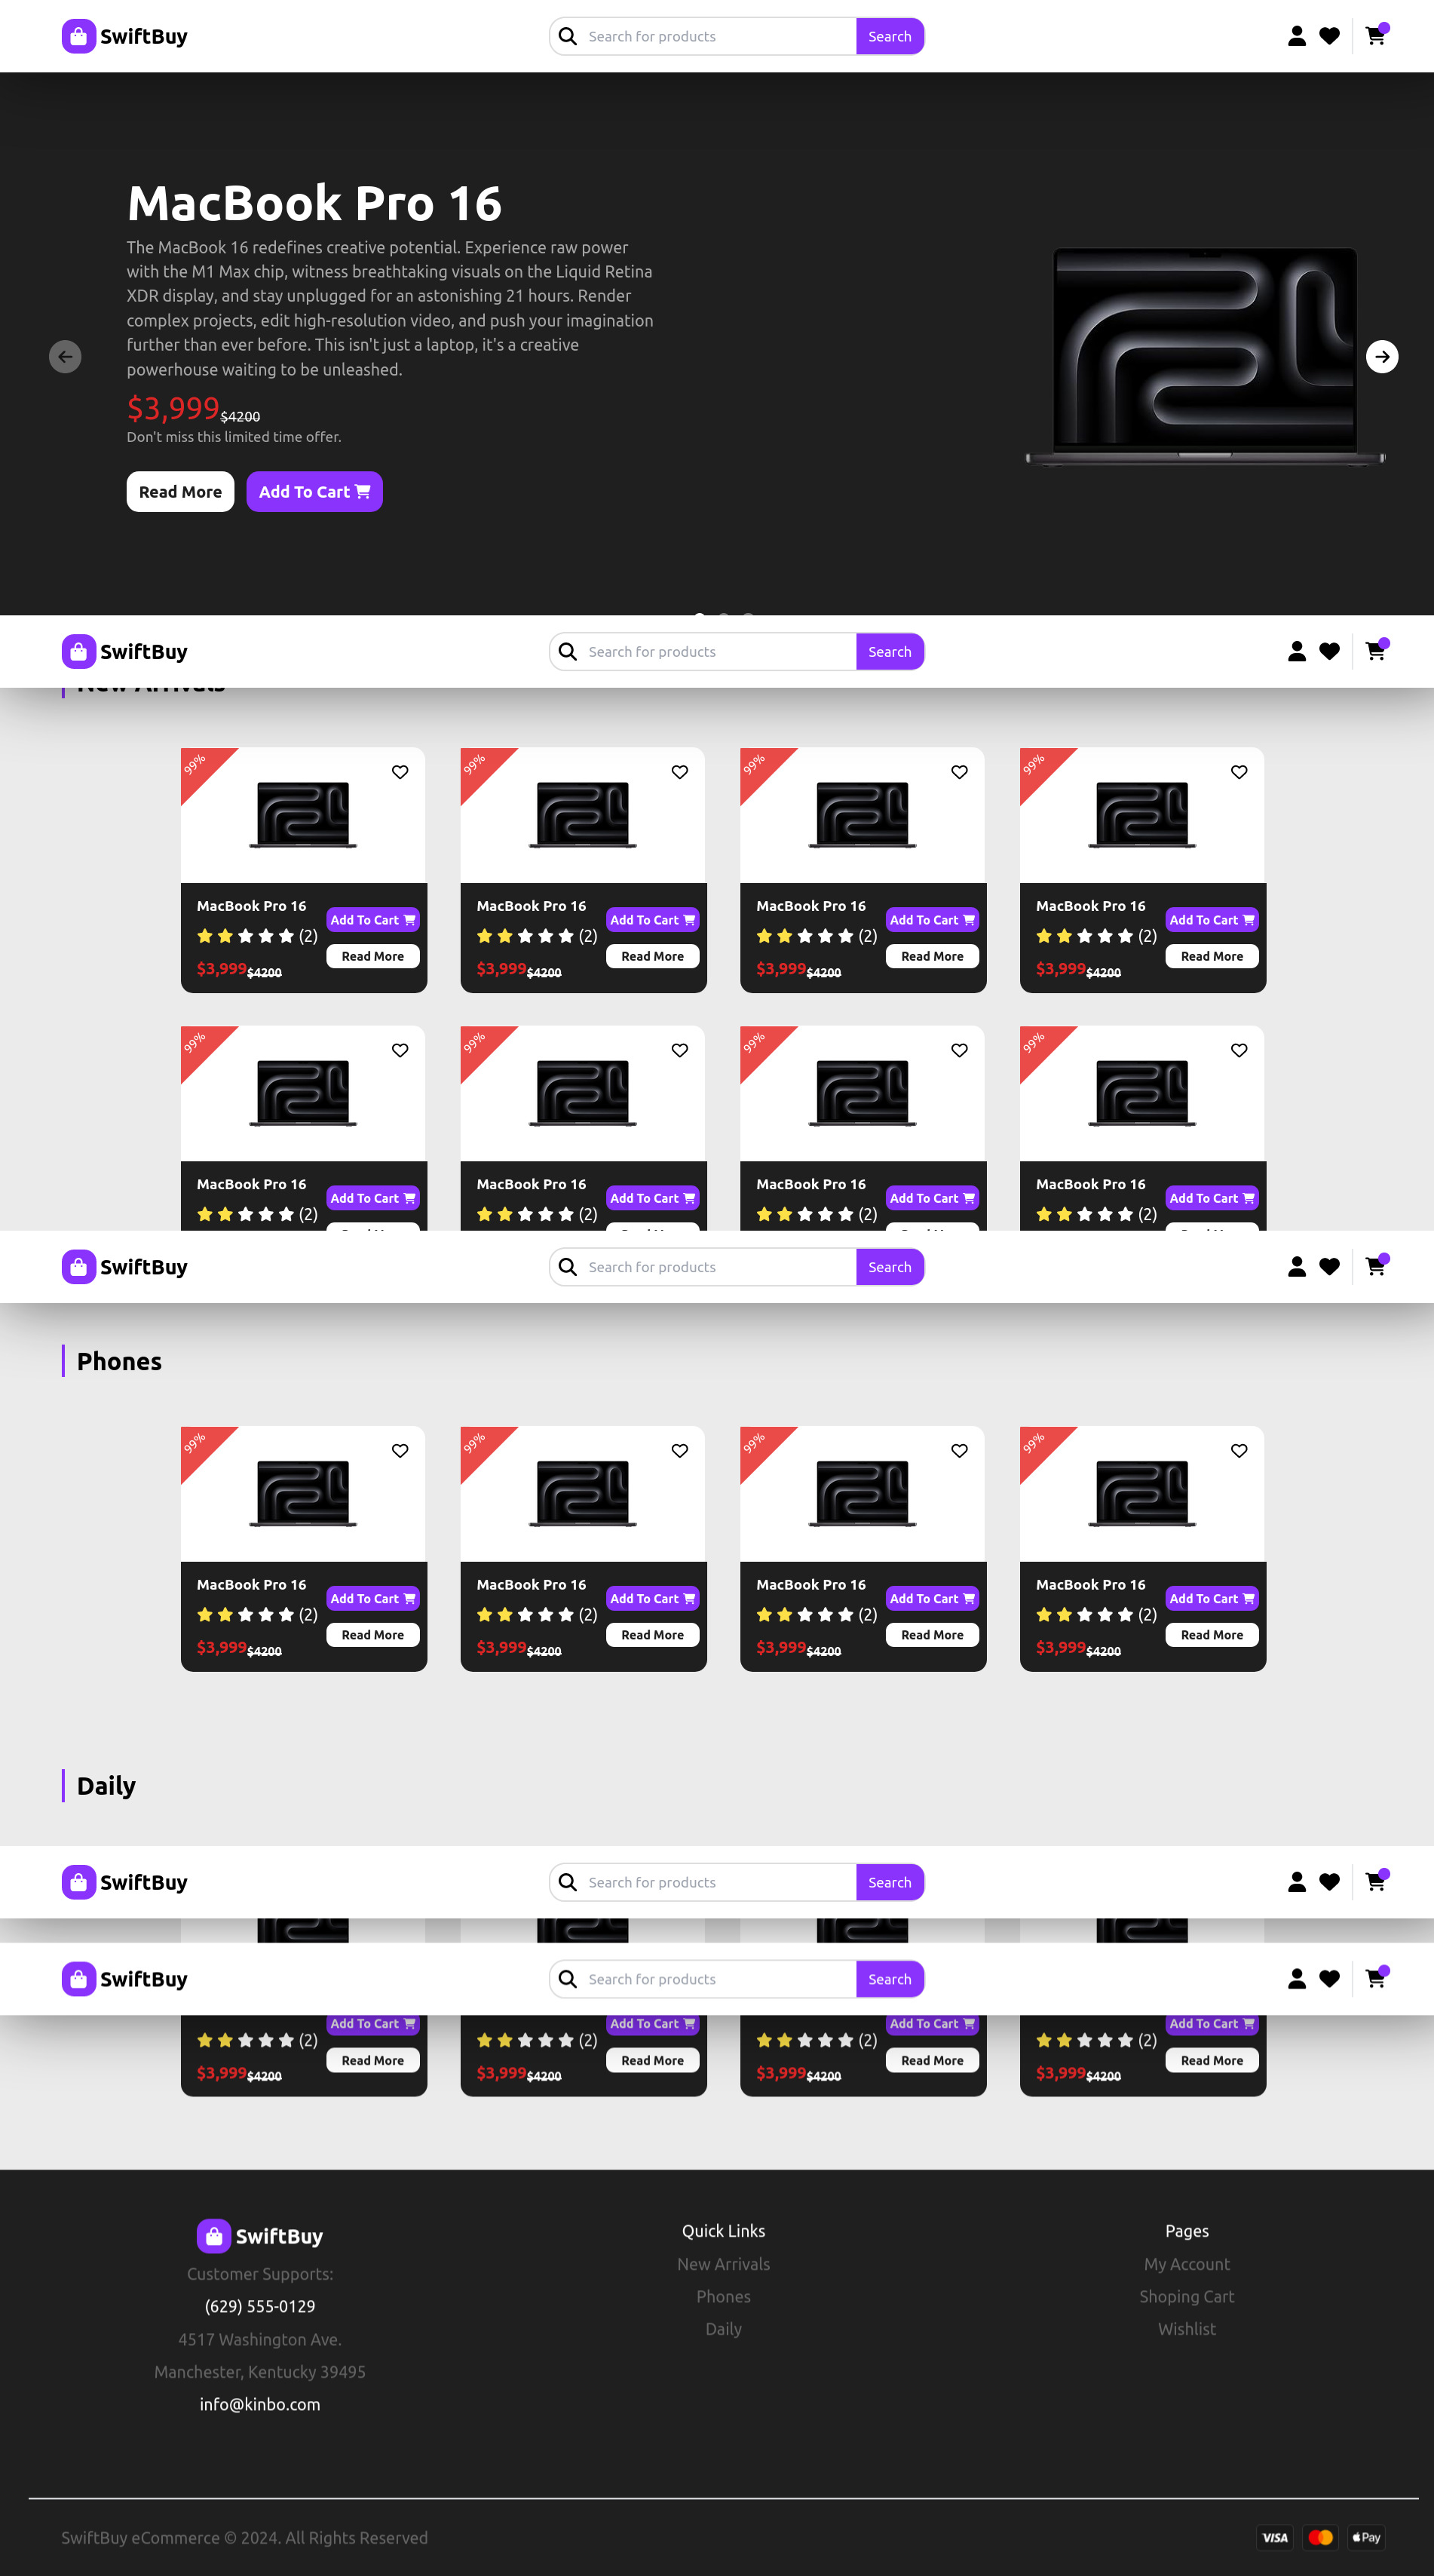 SwiftBuy
Search for products
Search
MacBook Pro 16
The MacBook 16 redefines creative potential. Experience raw power
with the M1 Max chip, witness breathtaking visuals on the Liquid Retina
XDR display, and stay unplugged for an astonishing 21 hours. Render
complex projects, edit high-resolution video, and push your imagination
further than ever before. This isn't just a laptop, it's a creative
powerhouse waiting to be unleashed.
$3,999 $4200
Don't miss this limited time offer.
Read More
Add To Cart
SwiftBuy
Search for products
Search
New Arrivals
99% 99% 99% 99%
MacBook Pro 16 MacBook Pro 16 MacBook Pro 16 MacBook Pro 16
Add To Cart Add To Cart Add To Cart Add To Cart
(2) (2) (2) (2)
Read More Read More Read More Read More
$3,999 $4200 $3,999 $4200 $3,999 $4200 $3,999 $4200
99% 99% 99% 99%
MacBook Pro 16 MacBook Pro 16 MacBook Pro 16 MacBook Pro 16
Add To Cart Add To Cart Add To Cart Add To Cart
(2) (2) (2) (2)
SwiftBuy
Search for products
Search
Phones
99% 99% 99% 99%
MacBook Pro 16 MacBook Pro 16 MacBook Pro 16 MacBook Pro 16
Add To Cart Add To Cart Add To Cart Add To Cart
(2) (2) (2) (2)
Read More Read More Read More Read More
$3,999 $4200 $3,999 $4200 $3,999 $4200 $3,999 $4200
Daily
SwiftBuy
Search for products
Search
SwiftBuy
Search for products
Search
Add To Cart Add To Cart Add To Cart Add To Cart
(2) (2) (2) (2)
Read More Read More Read More Read More
$3,999 $4200 $3,999 $4200 $3,999 $4200 $3,999 $4200
SwiftBuy
Customer Supports:
(629) 555-0129
4517 Washington Ave.
Manchester, Kentucky 39495
info@kinbo.com
Quick Links
New Arrivals
Phones
Daily
Pages
My Account
Shoping Cart
Wishlist
SwiftBuy eCommerce © 2024. All Rights Reserved
VISA
Pay